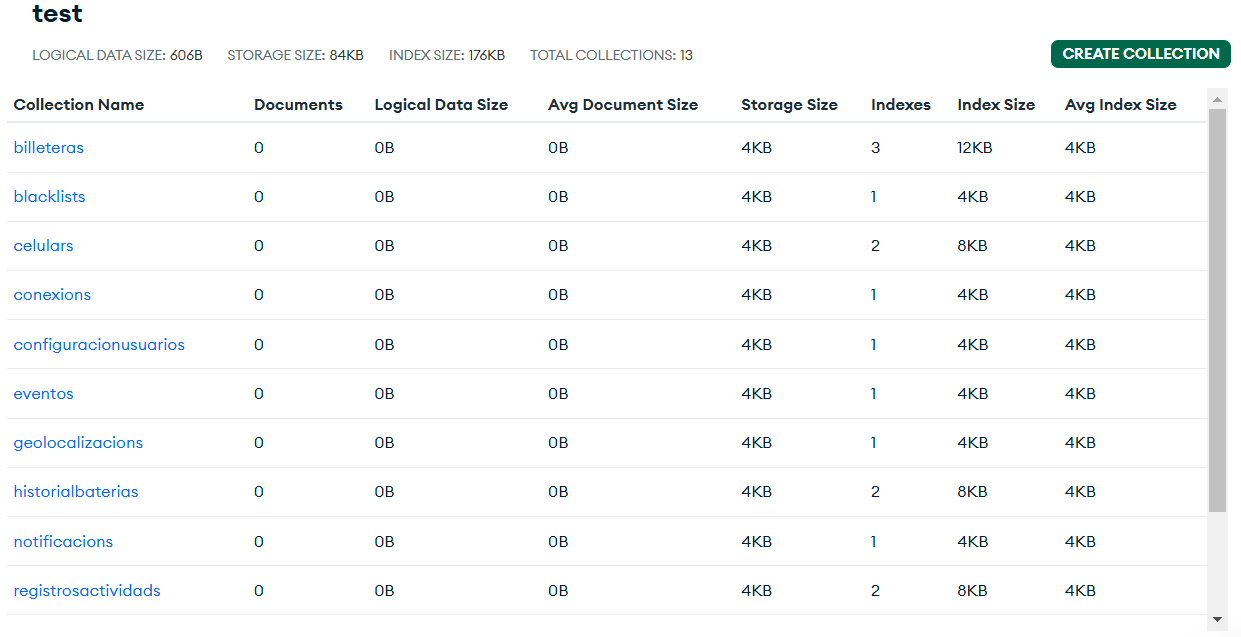 test
LOGICAL DATA SIZE: 606B STORAGE SIZE: 84KB INDEX SIZE: 176KB TOTAL COLLECTIONS: 13
CREATE COLLECTION
Collection Name Documents Logical Data Size Avg Document Size Storage Size Indexes Index Size Avg Index Size
billeteras 0 0B 0B 4KB 3 12KB 4KB
blacklists 0 0B 0B 4KB 1 4KB 4KB
celulars 0 0B 0B 4KB 2 8KB 4KB
conexions 0 0B 0B 4KB 1 4KB 4KB
configuracionusuarios 0 0B 0B 4KB 1 4KB 4KB
eventos 0 0B 0B 4KB 1 4KB 4KB
geolocalizacions 0 0B 0B 4KB 1 4KB 4KB
historialbaterias 0 0B 0B 4KB 2 8KB 4KB
notificacions 0 0B 0B 4KB 1 4KB 4KB
registrosactividads 0 0B 0B 4KB 2 8KB 4KB